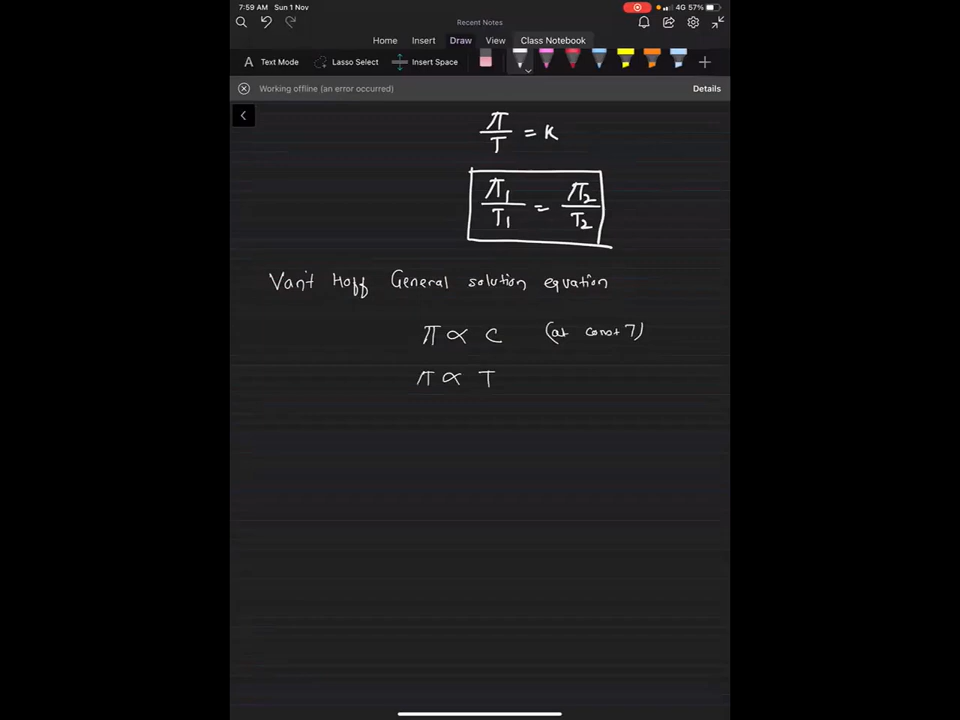 7:59 AM Sun 1 Nov 4G 57%
Recent Notes
Home Insert Draw View Class Notebook
Text Mode Lasso Select Insert Space
Working offline (an error occurred) Details
π/T = K
π1/T1 = π2/T2
Van't Hoff General solution equation
π ∝ C (at const T)
π ∝ T